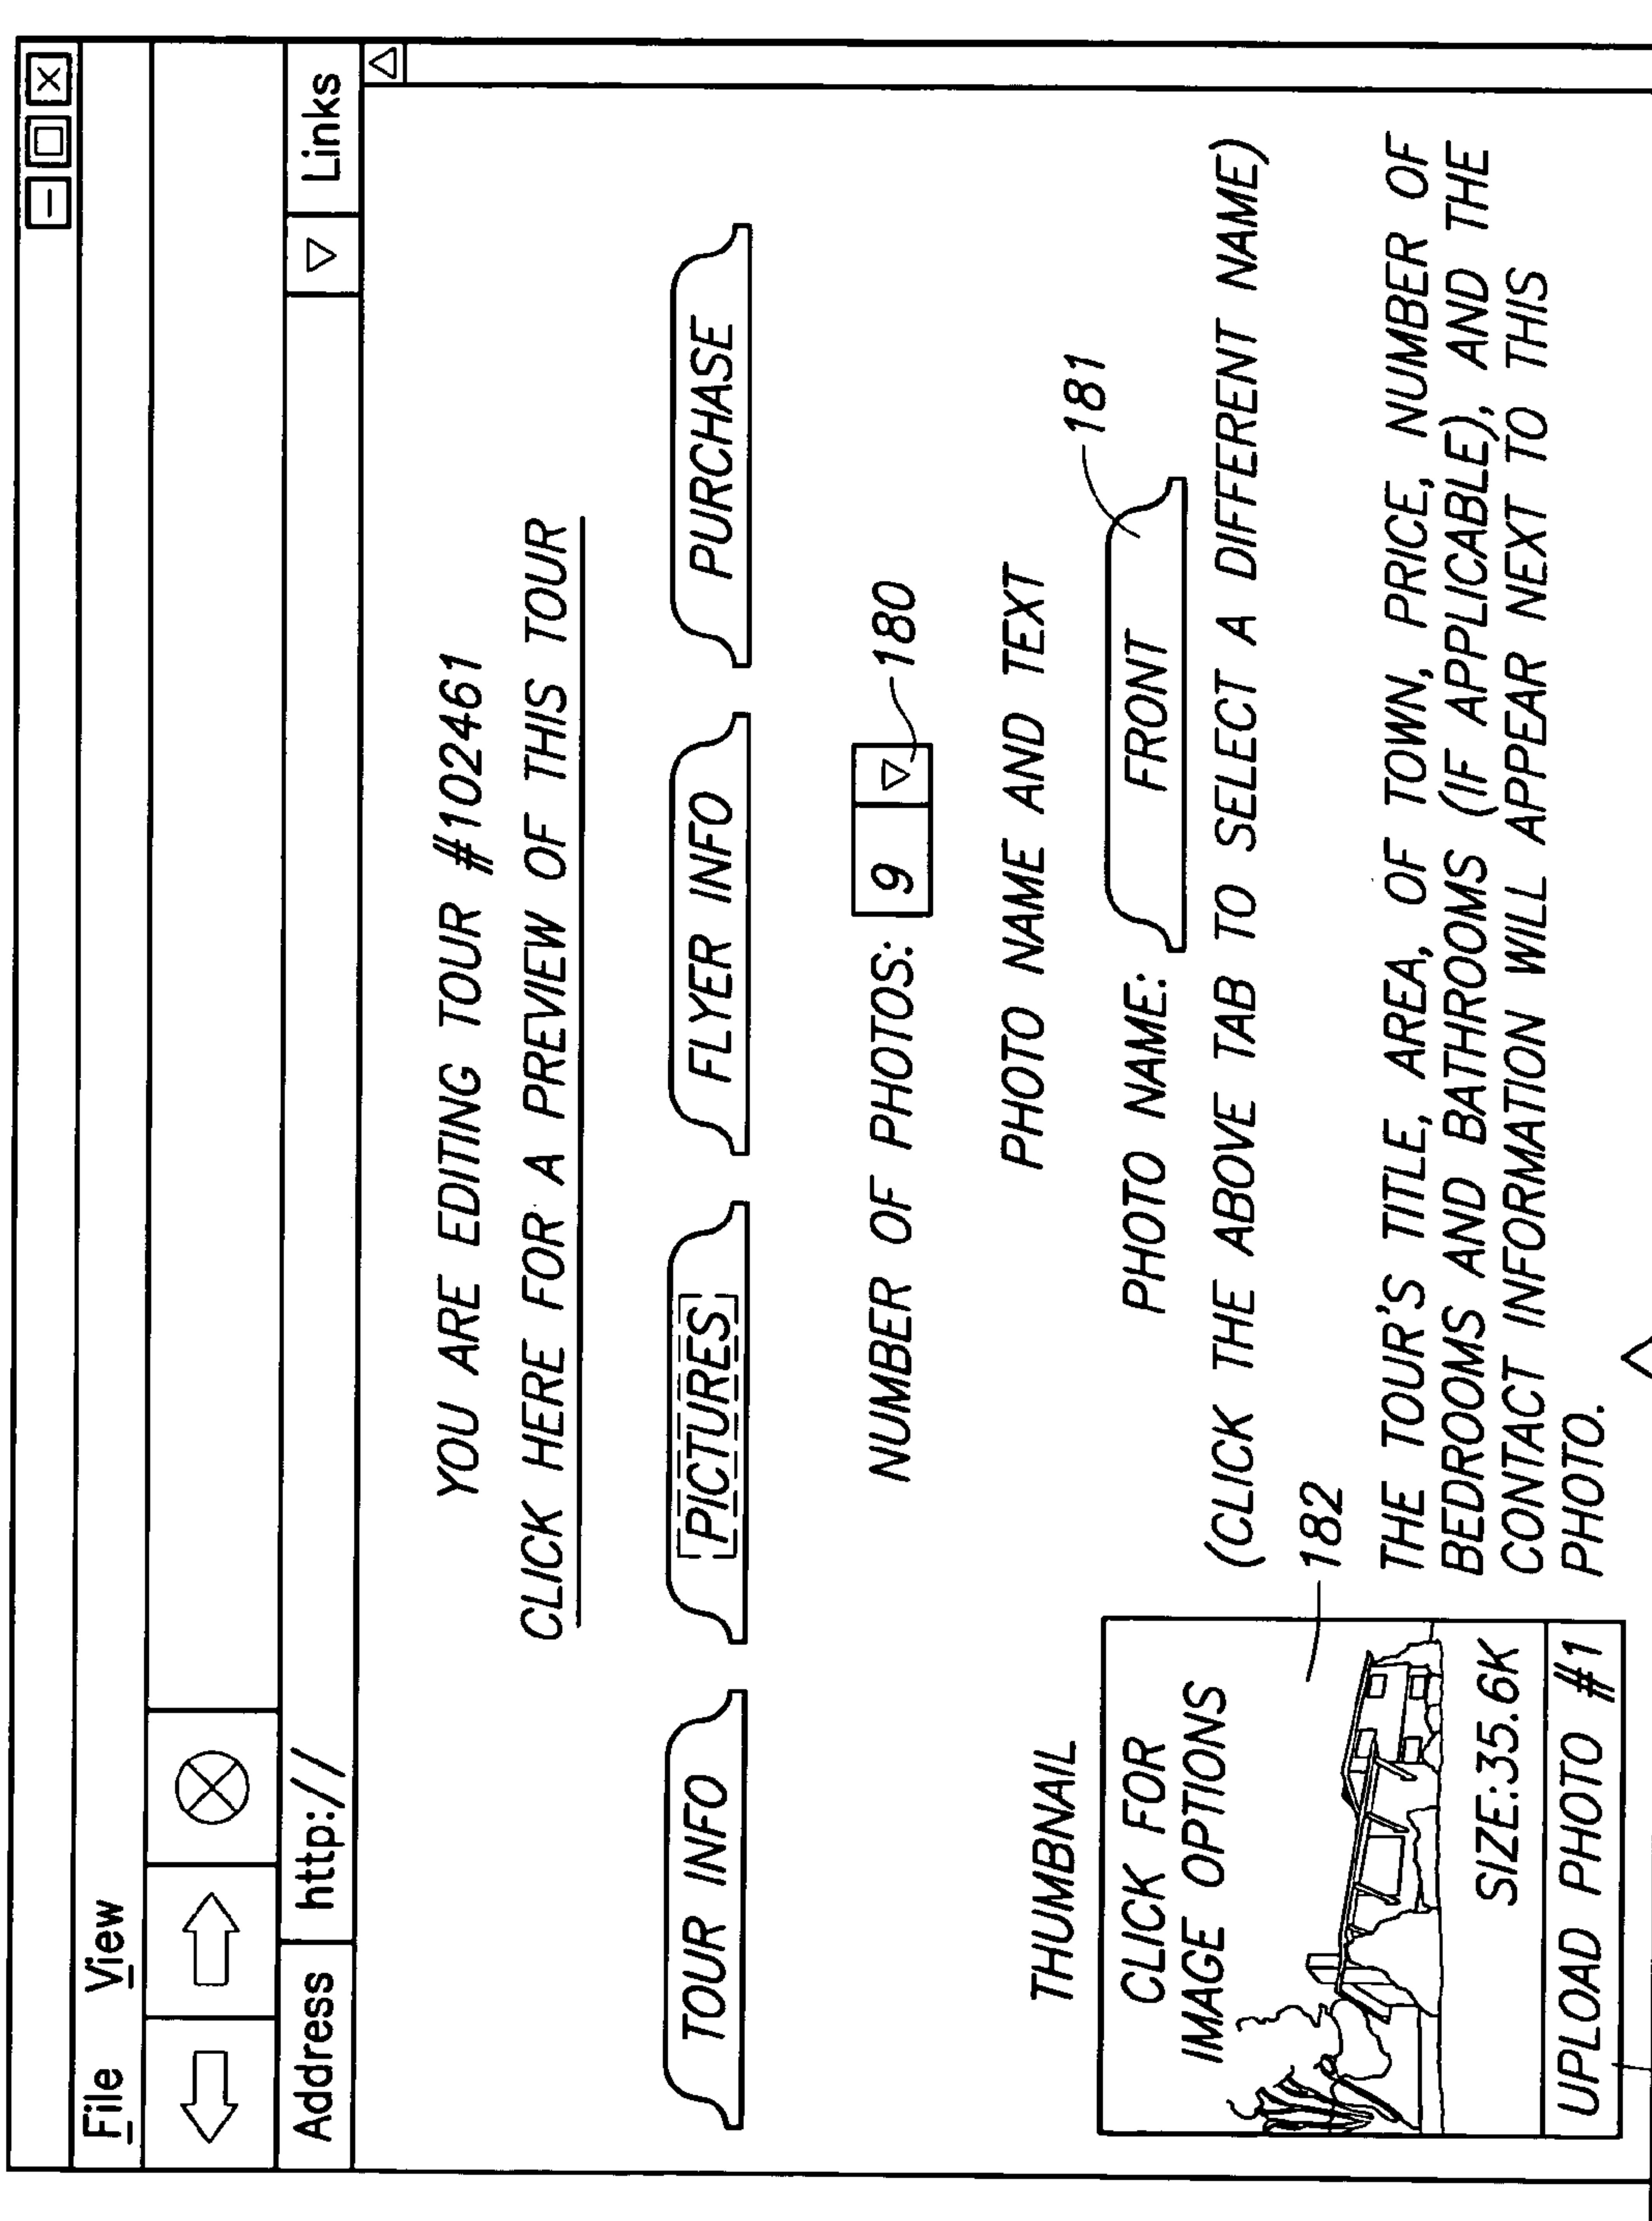 File View
Address http:// Links
YOU ARE EDITING TOUR #102461
CLICK HERE FOR A PREVIEW OF THIS TOUR
TOUR INFO PICTURES FLYER INFO PURCHASE
NUMBER OF PHOTOS: 9 180
PHOTO NAME AND TEXT
THUMBNAIL
181
PHOTO NAME: FRONT
(CLICK THE ABOVE TAB TO SELECT A DIFFERENT NAME)
CLICK FOR
IMAGE OPTIONS
182
THE TOUR'S TITLE, AREA, OF TOWN, PRICE, NUMBER OF
BEDROOMS AND BATHROOMS (IF APPLICABLE), AND THE
CONTACT INFORMATION WILL APPEAR NEXT TO THIS
PHOTO.
SIZE:35.6K
UPLOAD PHOTO #1